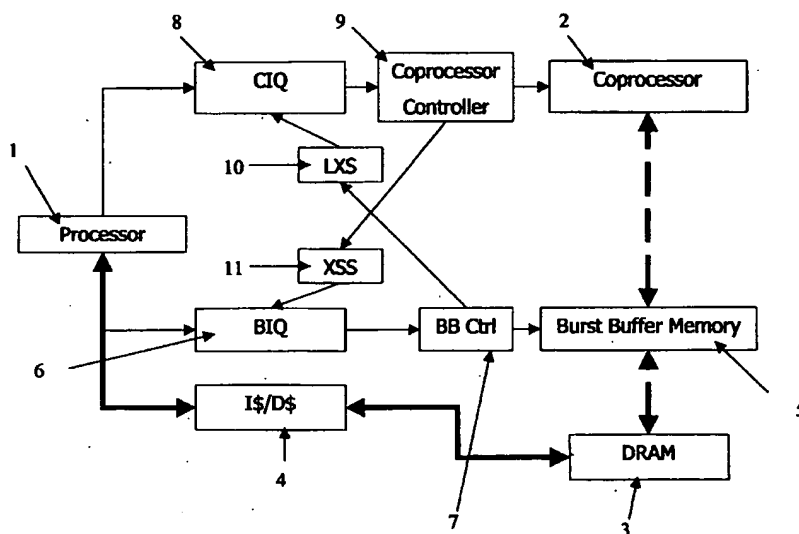 8
9
2
CIQ
Coprocessor
Controller
Coprocessor
10
LXS
1
Processor
11
XSS
BIQ
BB Ctrl
Burst Buffer Memory
6
5
I$/D$
DRAM
4
7
3